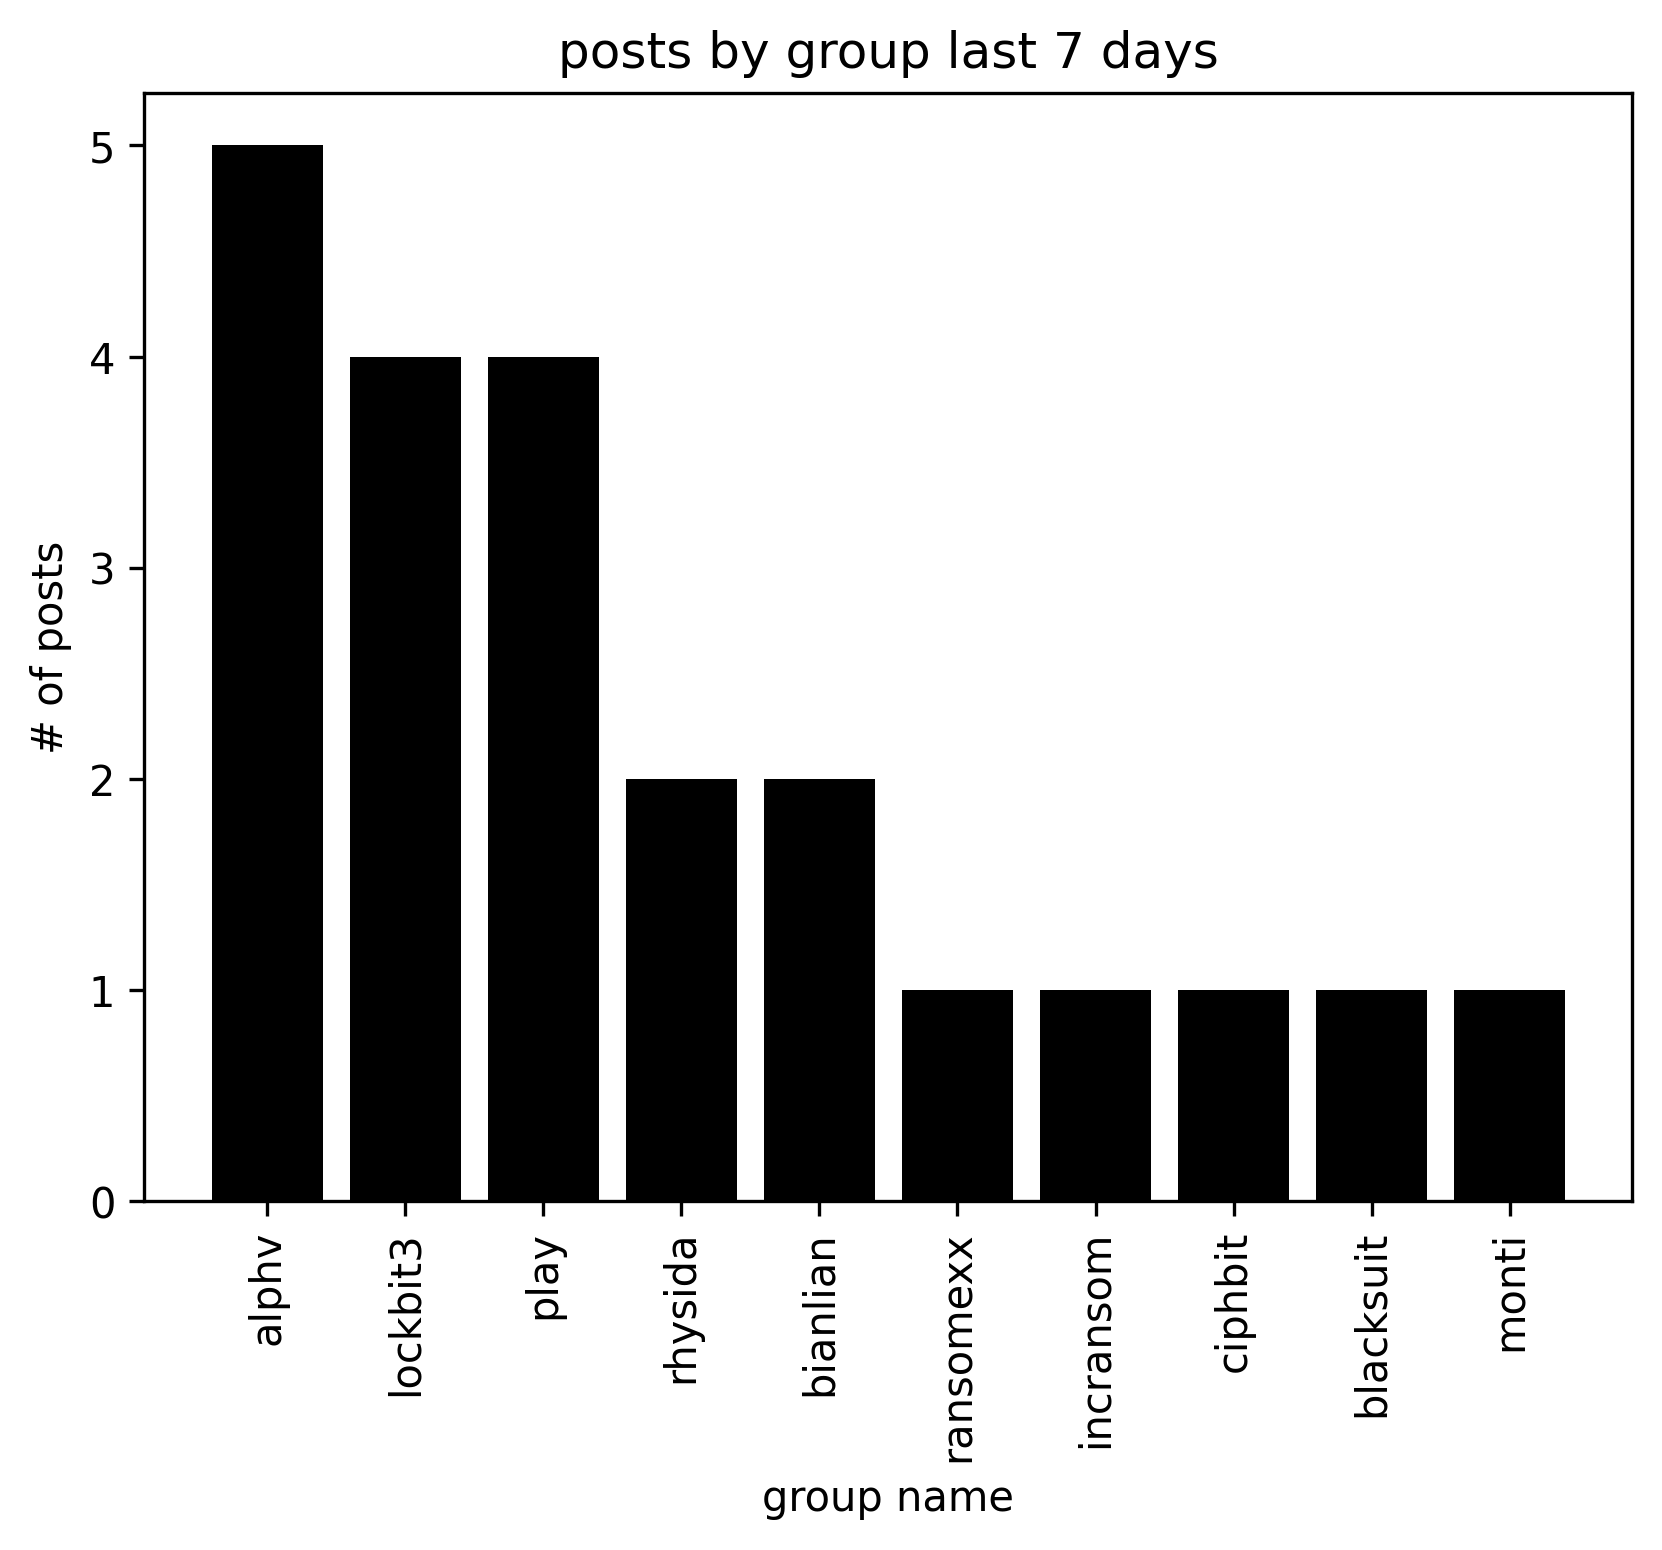 posts by group last 7 days
5
4
3
2
1
0
# of posts
alphv
lockbit3
play
rhysida
bianlian
ransomexx
incransom
ciphbit
blacksuit
monti
group name